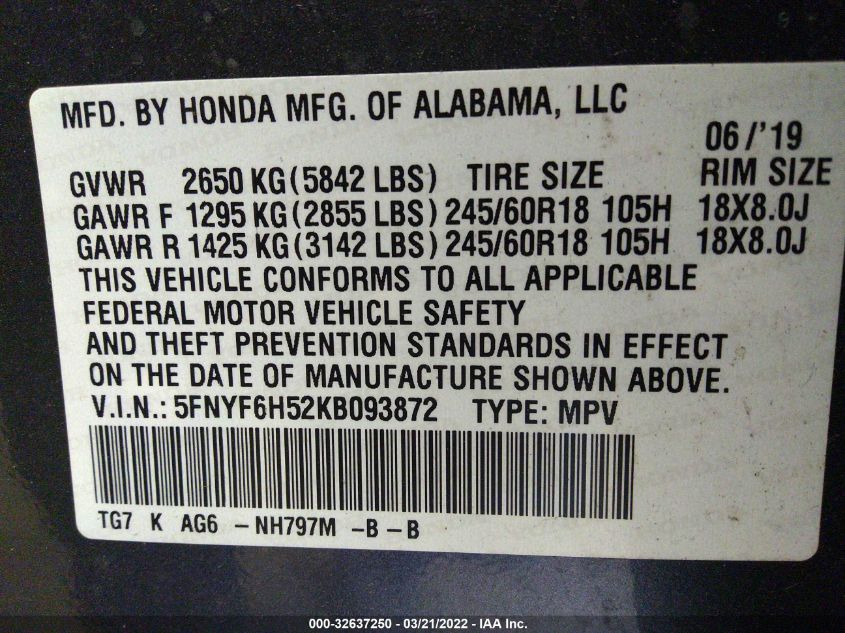 MFD. BY HONDA MFG. OF ALABAMA, LLC
06/'19
GVWR 2650 KG (5842 LBS) TIRE SIZE RIM SIZE
GAWR F 1295 KG (2855 LBS) 245/60R18 105H 18X8.0J
GAWR R 1425 KG (3142 LBS) 245/60R18 105H 18X8.0J
THIS VEHICLE CONFORMS TO ALL APPLICABLE
FEDERAL MOTOR VEHICLE SAFETY
AND THEFT PREVENTION STANDARDS IN EFFECT
ON THE DATE OF MANUFACTURE SHOWN ABOVE.
V.I.N.: 5FNYF6H52KB093872 TYPE: MPV
TG7 K AG6 -NH797M -B-B
000-32637250 - 03/21/2022 - IAA Inc.